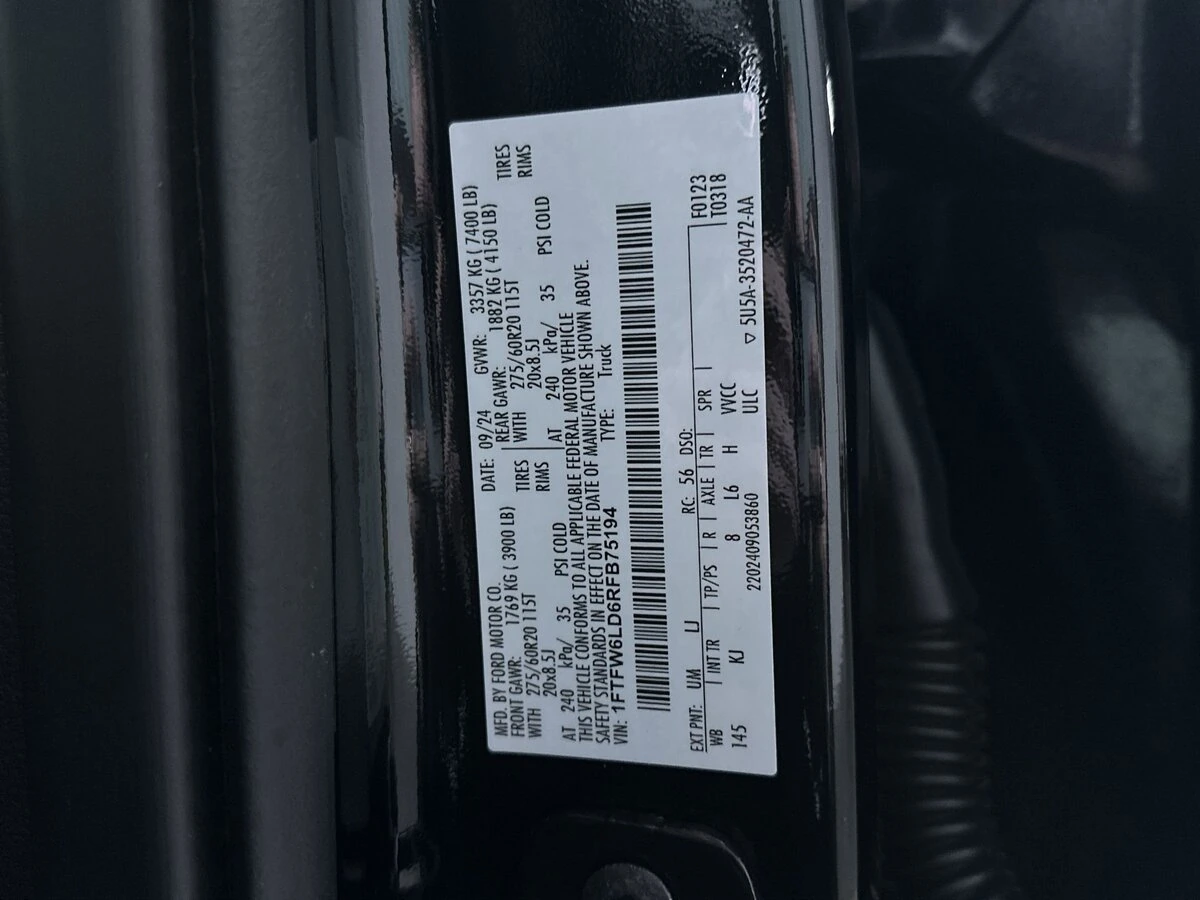 MFD. BY FORD MOTOR CO.   DATE: 09/24   GVWR: 3357 KG ( 7400 LB)
FRONT GAWR: 1769 KG ( 3900 LB)   REAR GAWR: 1882 KG ( 4150 LB)
WITH 275/60R20 115T TIRES   WITH 275/60R20 115T TIRES
20x8.5J RIMS   20x8.5J RIMS
AT 240 kPa/ 35 PSI COLD   AT 240 kPa/ 35 PSI COLD
THIS VEHICLE CONFORMS TO ALL APPLICABLE FEDERAL MOTOR VEHICLE
SAFETY STANDARDS IN EFFECT ON THE DATE OF MANUFACTURE SHOWN ABOVE.
VIN: 1FTFW6LD6RFB75194   TYPE: Truck
EXT PNT: UM LJ   RC: 56 DSO:   F0123
WB | INT TR | TP/PS | R | AXLE | TR | SPR | T0318
145 KJ 8 L6 H VVCC
2202409053860 ULC ▽ 5U5A-3520472-AA